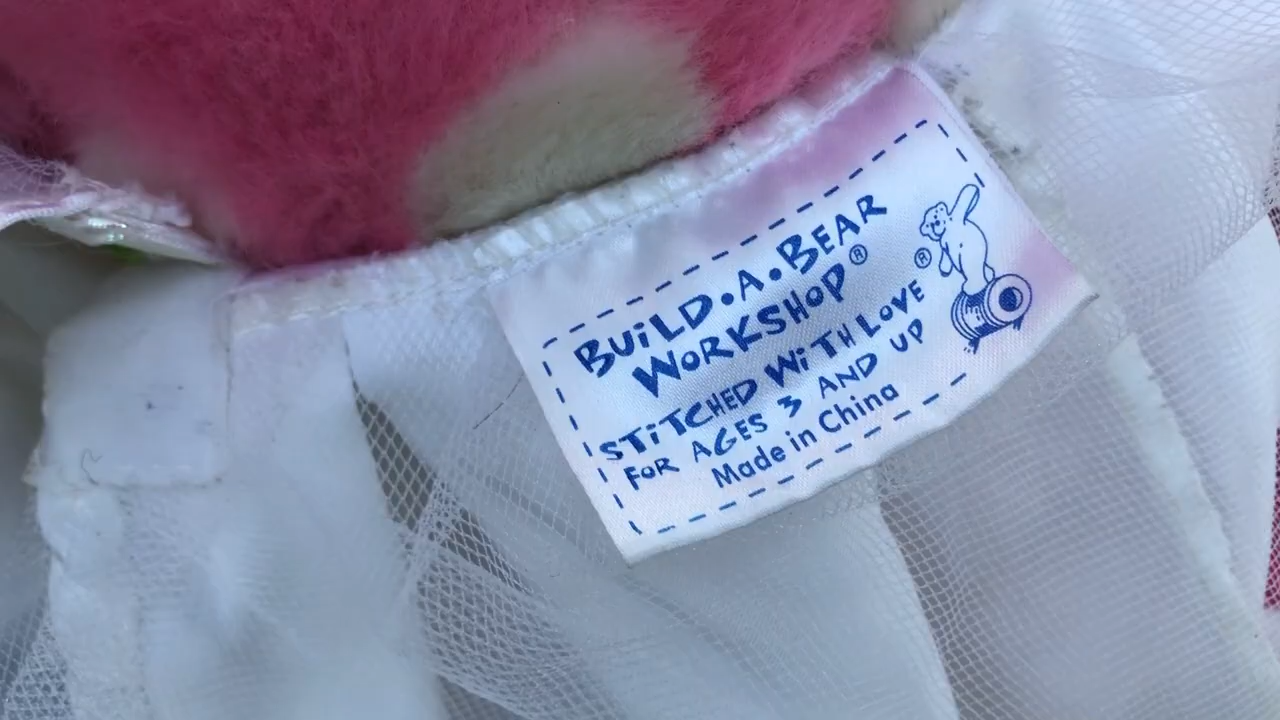 BUiLD•A•BEAR
WORKSHOP®
STiTCHED WiTH LOVE®
FOR AGES 3 AND UP
Made in China